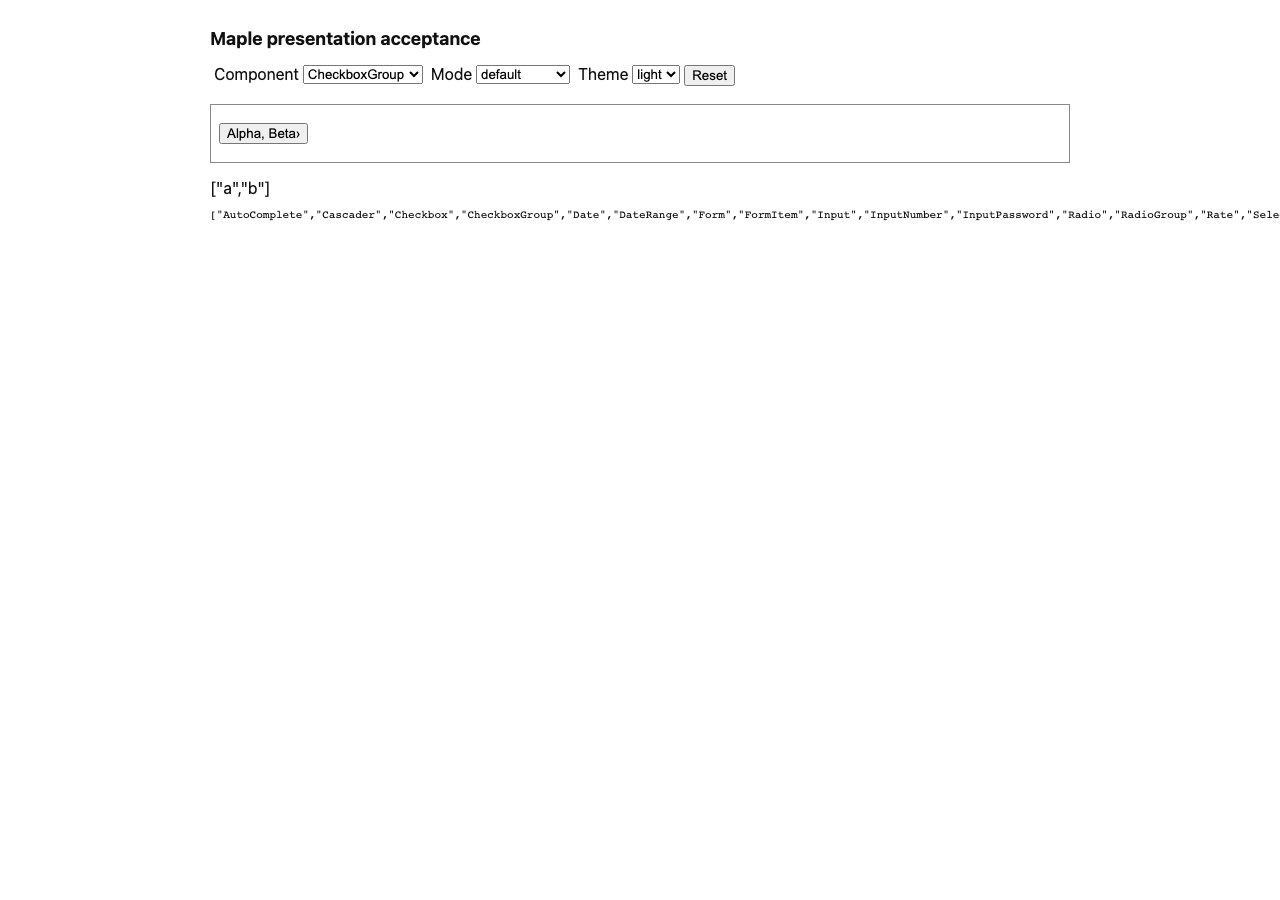 Maple presentation acceptance
Component CheckboxGroup Mode default Theme light Reset
Alpha, Beta›
["a","b"]
["AutoComplete","Cascader","Checkbox","CheckboxGroup","Date","DateRange","Form","FormItem","Input","InputNumber","InputPassword","Radio","RadioGroup","Rate","Sele